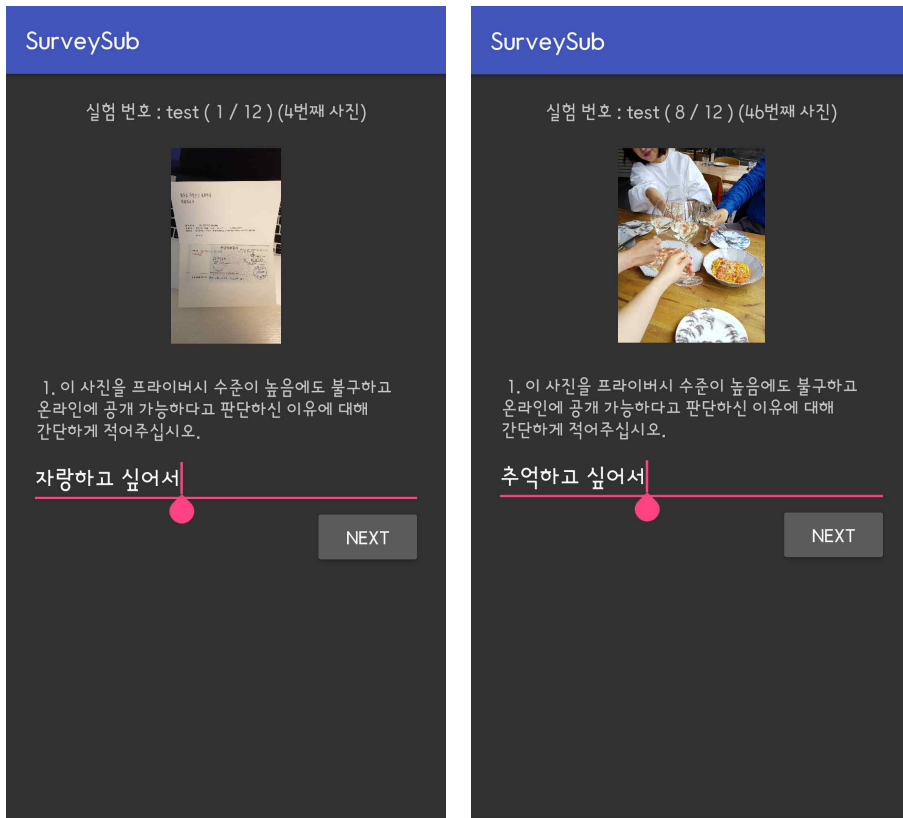 SurveySub
실험 번호 : test ( 1 / 12 ) (4번째 사진)
1. 이 사진을 프라이버시 수준이 높음에도 불구하고
온라인에 공개 가능하다고 판단하신 이유에 대해
간단하게 적어주십시오.
자랑하고 싶어서
NEXT
SurveySub
실험 번호 : test ( 8 / 12 ) (46번째 사진)
1. 이 사진을 프라이버시 수준이 높음에도 불구하고
온라인에 공개 가능하다고 판단하신 이유에 대해
간단하게 적어주십시오.
추억하고 싶어서
NEXT